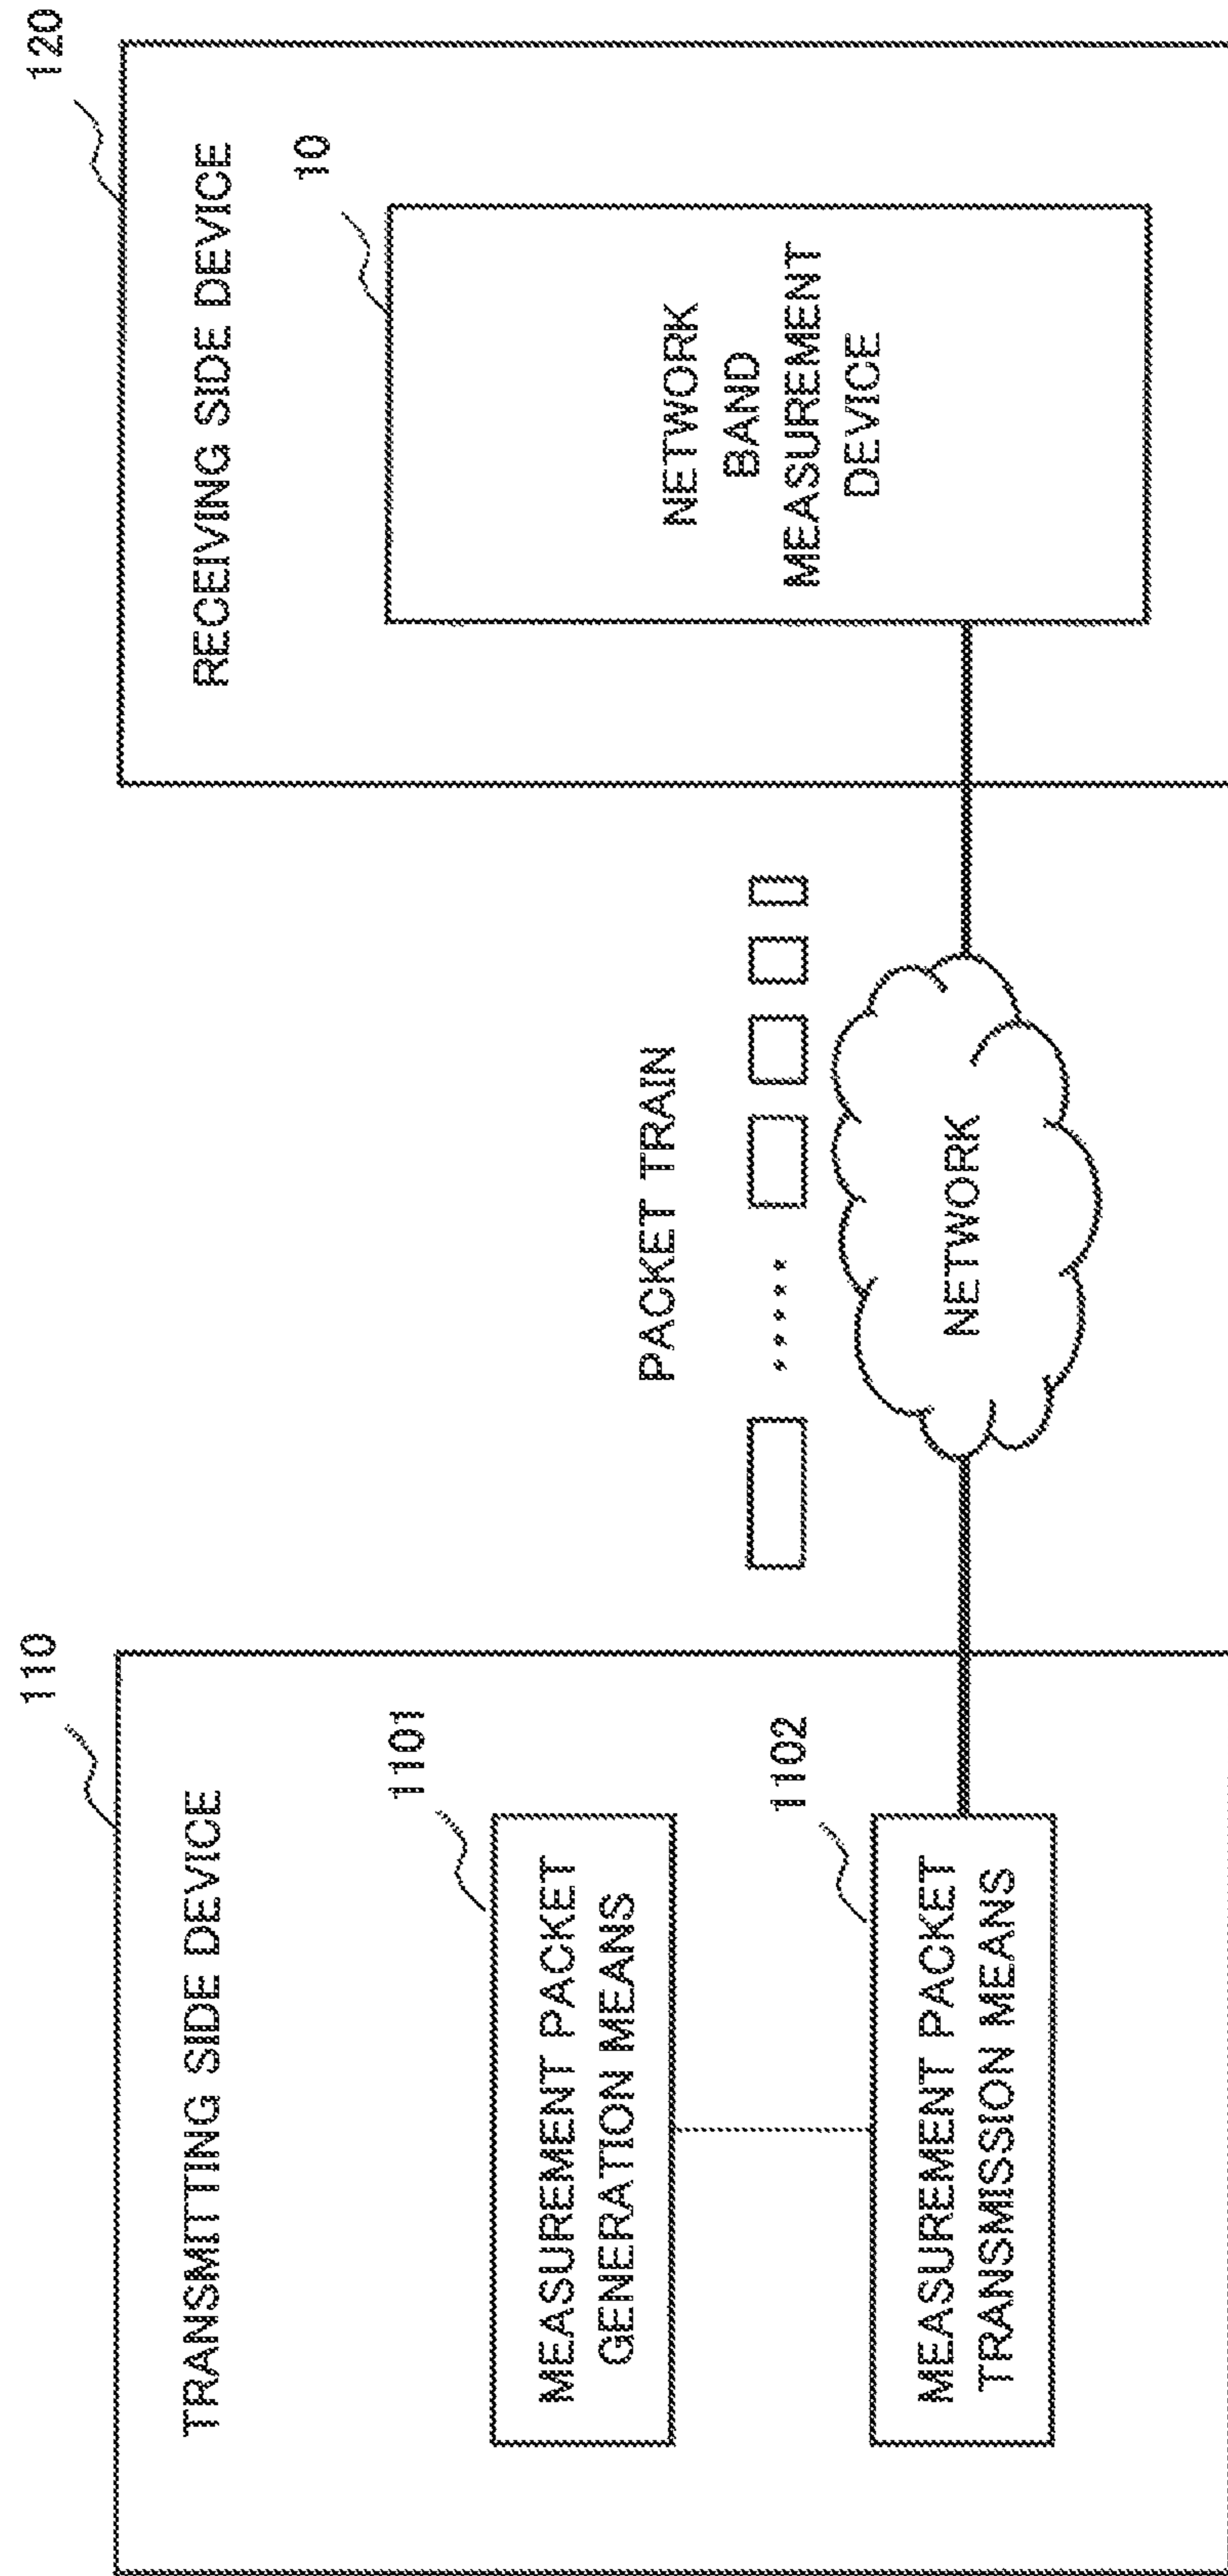 110
TRANSMITTING SIDE DEVICE
1101
MEASUREMENT PACKET
GENERATION MEANS
1102
MEASUREMENT PACKET
TRANSMISSION MEANS
PACKET TRAIN
NETWORK
120
RECEIVING SIDE DEVICE
10
NETWORK
BAND
MEASUREMENT
DEVICE